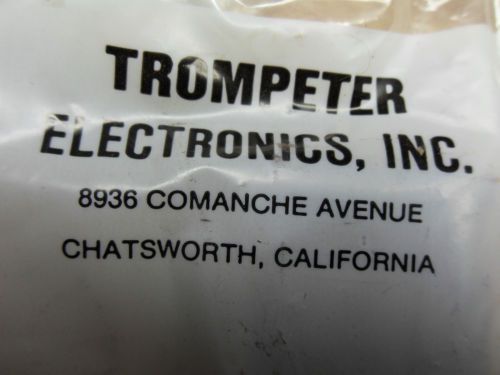 TROMPETER
ELECTRONICS, INC.
8936 COMANCHE AVENUE
CHATSWORTH, CALIFORNIA